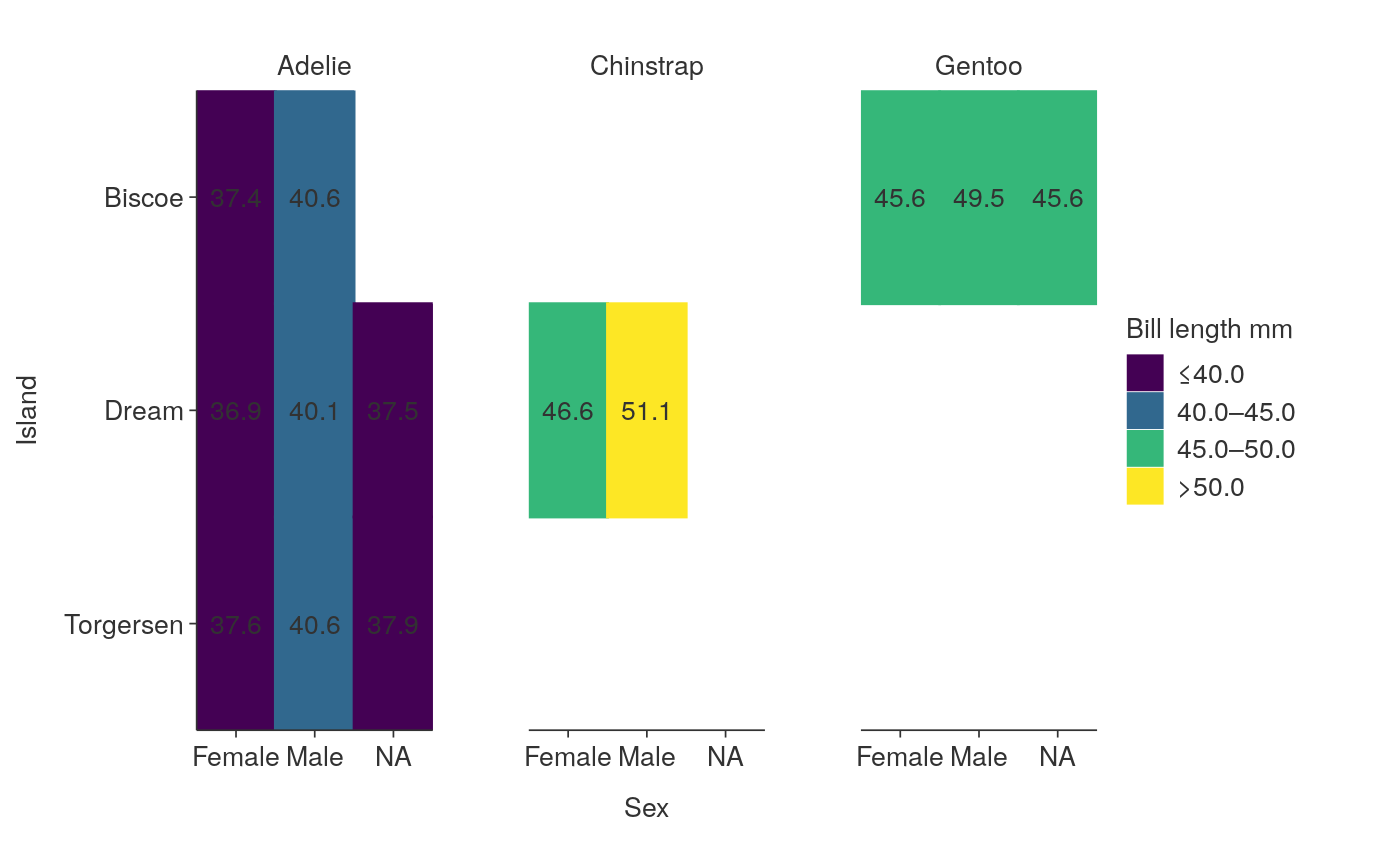 Adelie Chinstrap Gentoo
Biscoe 37.4 40.6 45.6 49.5 45.6
Bill length mm
≤40.0
Dream 36.9 40.1 37.5 46.6 51.1
40.0–45.0
45.0–50.0
>50.0
Island
Torgersen 37.6 40.6 37.9
Female Male NA Female Male NA Female Male NA
Sex